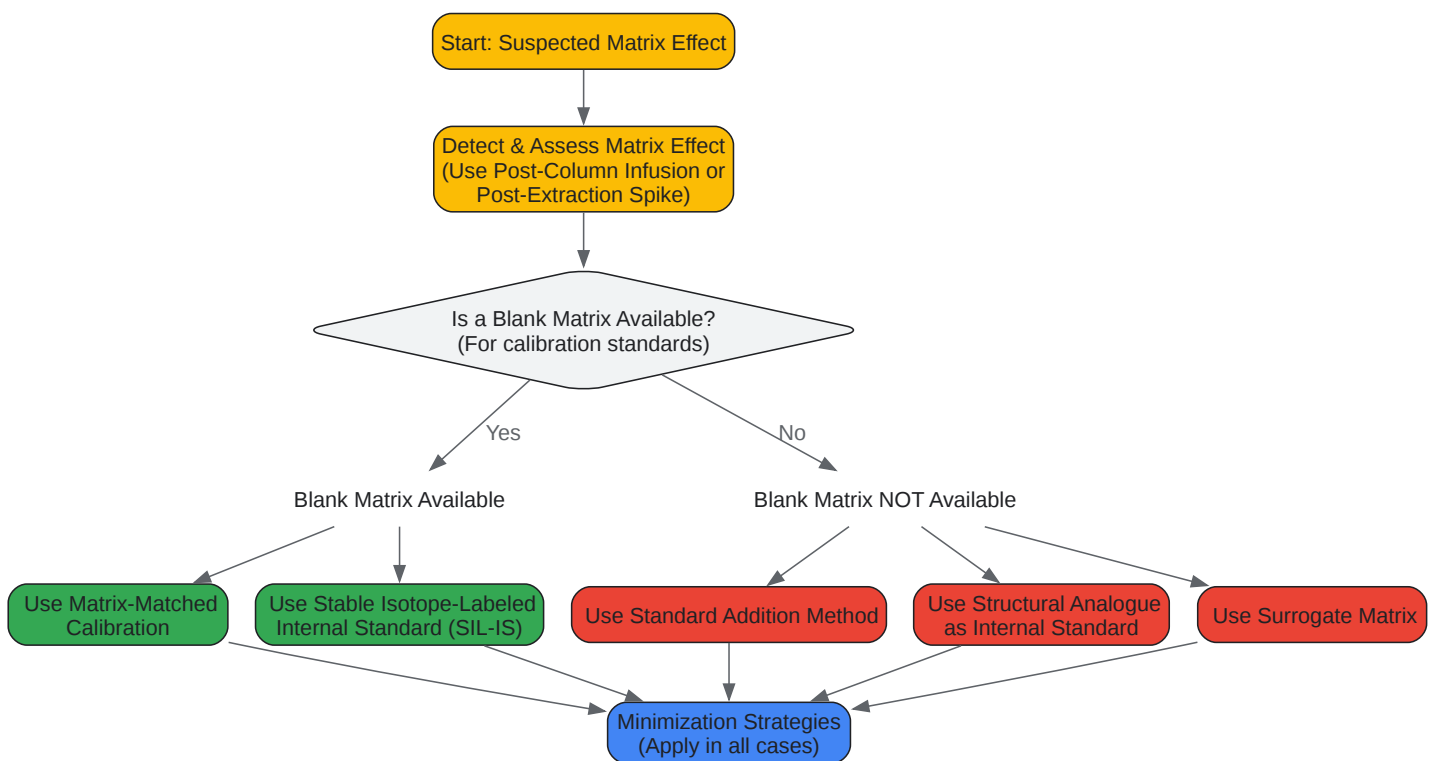 Start: Suspected Matrix Effect
Detect & Assess Matrix Effect
(Use Post-Column Infusion or
Post-Extraction Spike)
Is a Blank Matrix Available?
(For calibration standards)
Yes
No
Blank Matrix Available
Blank Matrix NOT Available
Use Matrix-Matched
Calibration
Use Stable Isotope-Labeled
Internal Standard (SIL-IS)
Use Standard Addition Method
Use Structural Analogue
as Internal Standard
Use Surrogate Matrix
Minimization Strategies
(Apply in all cases)